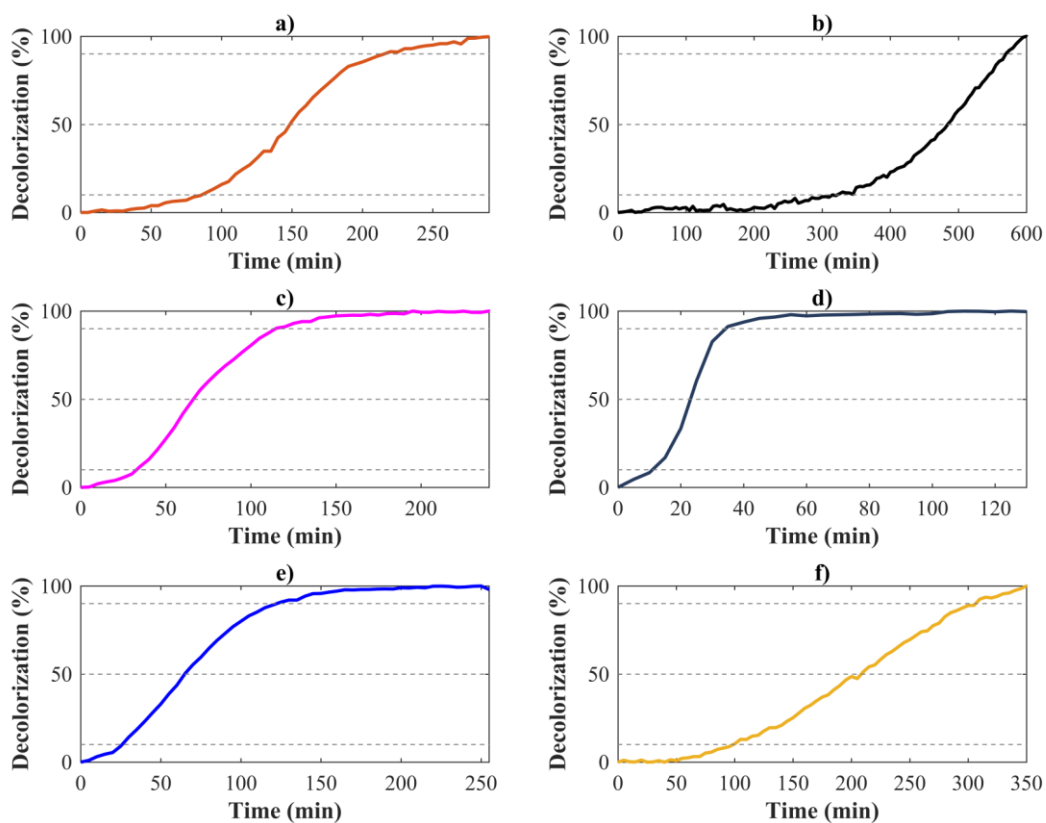 a)
Decolorization (%)
100
50
0
0 50 100 150 200 250
Time (min)
b)
Decolorization (%)
100
50
0
0 100 200 300 400 500 600
Time (min)
c)
Decolorization (%)
100
50
0
0 50 100 150 200
Time (min)
d)
Decolorization (%)
100
50
0
0 20 40 60 80 100 120
Time (min)
e)
Decolorization (%)
100
50
0
0 50 100 150 200 250
Time (min)
f)
Decolorization (%)
100
50
0
0 50 100 150 200 250 300 350
Time (min)